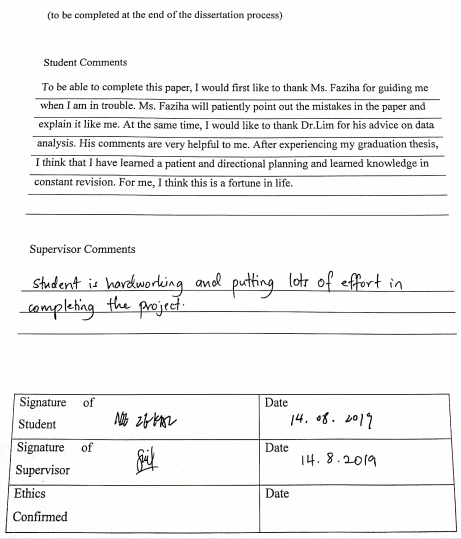 (to be completed at the end of the dissertation process)
Student Comments
To be able to complete this paper, I would first like to thank Ms. Faziha for guiding me
when I am in trouble. Ms. Faziha will patiently point out the mistakes in the paper and
explain it like me. At the same time, I would like to thank Dr.Lim for his advice on data
analysis. His comments are very helpful to me. After experiencing my graduation thesis,
I think that I have learned a patient and directional planning and learned knowledge in
constant revision. For me, I think this is a fortune in life.
Supervisor Comments
Student is hardworking and putting lots of effort in
completing the project.
Signature of Student
Date
14. 08. 2019
Signature of Supervisor
Date
14. 8. 2019
Ethics Confirmed
Date